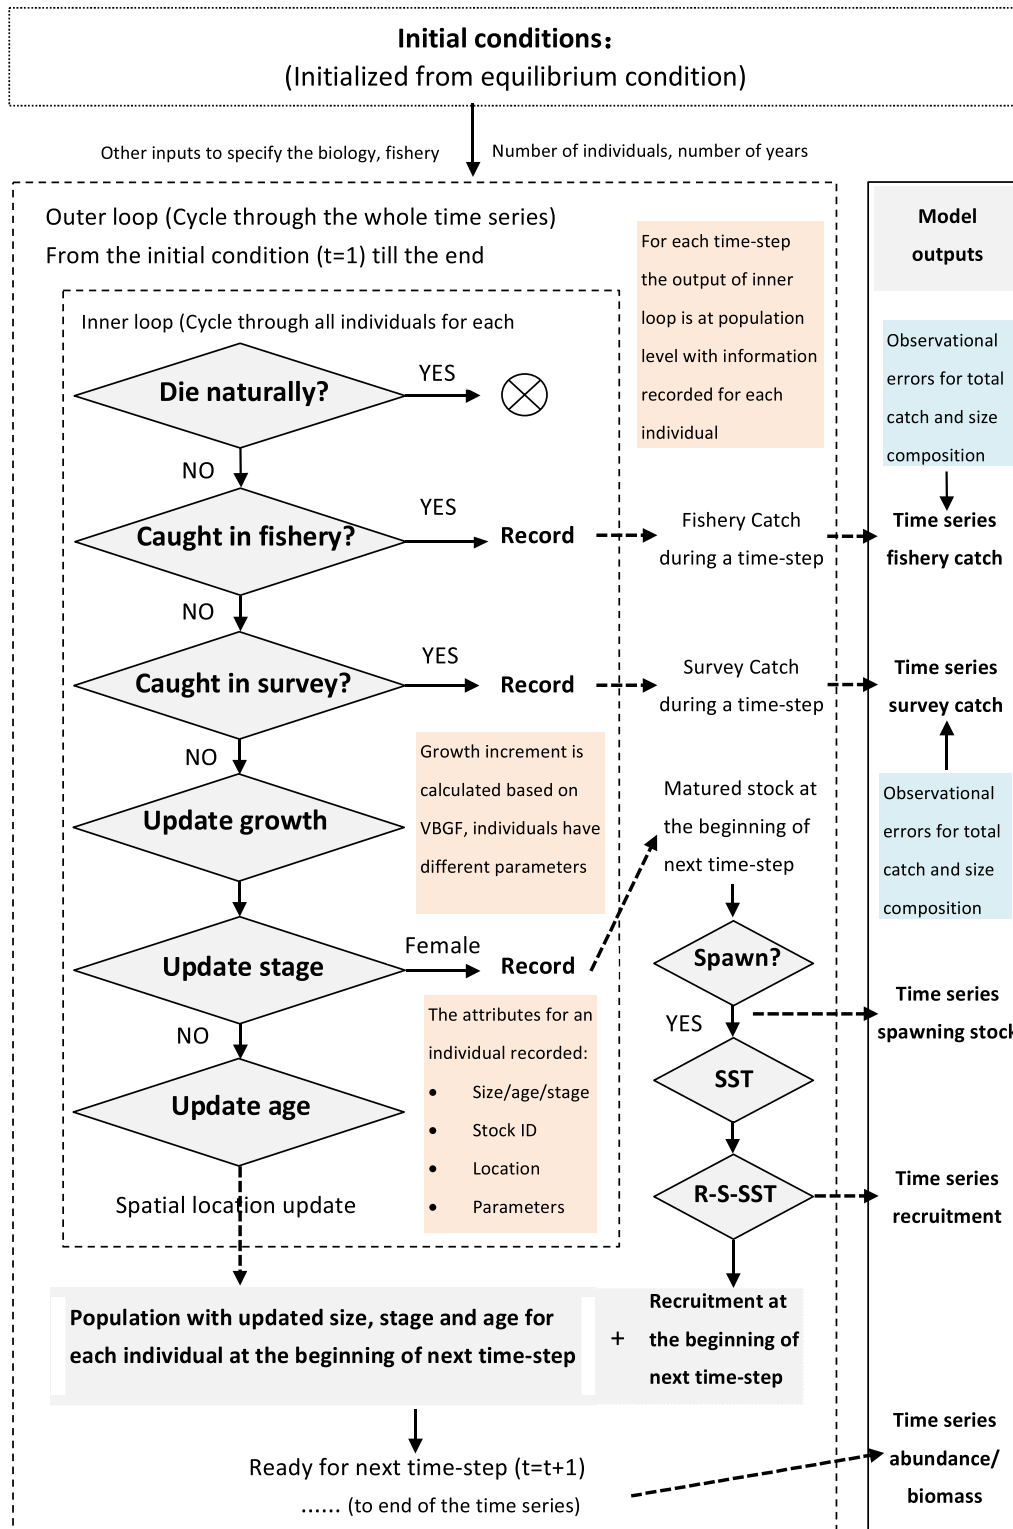 Initial conditions:
(Initialized from equilibrium condition)
Other inputs to specify the biology, fishery
Number of individuals, number of years
Outer loop (Cycle through the whole time series)
From the initial condition (t=1) till the end
For each time-step
the output of inner
loop is at population
level with information
recorded for each
individual
Model
outputs
Inner loop (Cycle through all individuals for each
Observational
errors for total
catch and size
composition
Die naturally?
YES
NO
Caught in fishery?
YES
Record
Fishery Catch
during a time-step
Time series
fishery catch
NO
Caught in survey?
YES
Record
Survey Catch
during a time-step
Time series
survey catch
NO
Growth increment is
calculated based on
VBGF, individuals have
different parameters
Matured stock at
the beginning of
next time-step
Observational
errors for total
catch and size
composition
Update growth
Update stage
Female
Record
Spawn?
YES
Time series
spawning stock
NO
The attributes for an
individual recorded:
• Size/age/stage
• Stock ID
• Location
• Parameters
SST
Update age
R-S-SST
Time series
recruitment
Spatial location update
Population with updated size, stage and age for
each individual at the beginning of next time-step
+
Recruitment at
the beginning of
next time-step
Ready for next time-step (t=t+1)
...... (to end of the time series)
Time series
abundance/
biomass